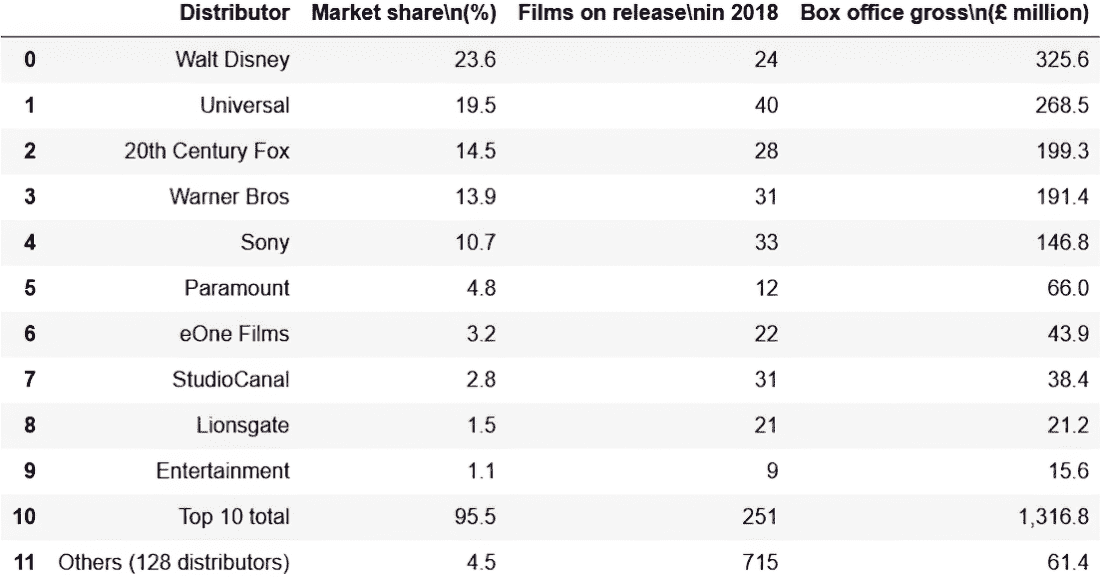 Distributor Market share\n(%) Films on release\nin 2018 Box office gross\n(£ million)
0 Walt Disney 23.6 24 325.6
1 Universal 19.5 40 268.5
2 20th Century Fox 14.5 28 199.3
3 Warner Bros 13.9 31 191.4
4 Sony 10.7 33 146.8
5 Paramount 4.8 12 66.0
6 eOne Films 3.2 22 43.9
7 StudioCanal 2.8 31 38.4
8 Lionsgate 1.5 21 21.2
9 Entertainment 1.1 9 15.6
10 Top 10 total 95.5 251 1,316.8
11 Others (128 distributors) 4.5 715 61.4